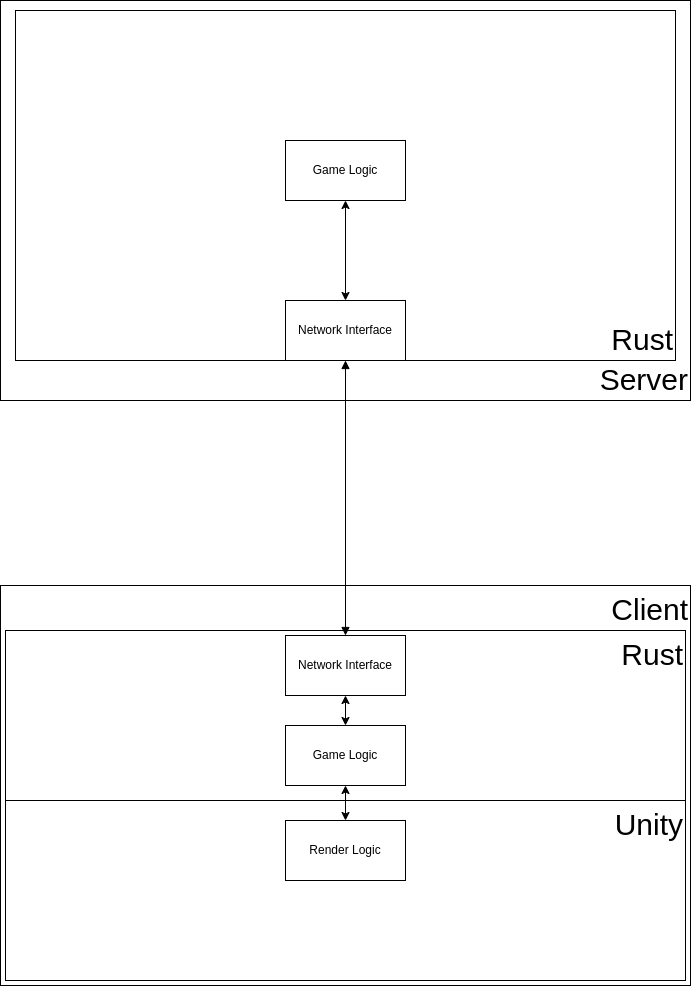 Game Logic
Network Interface
Rust
Server
Client
Rust
Network Interface
Game Logic
Unity
Render Logic